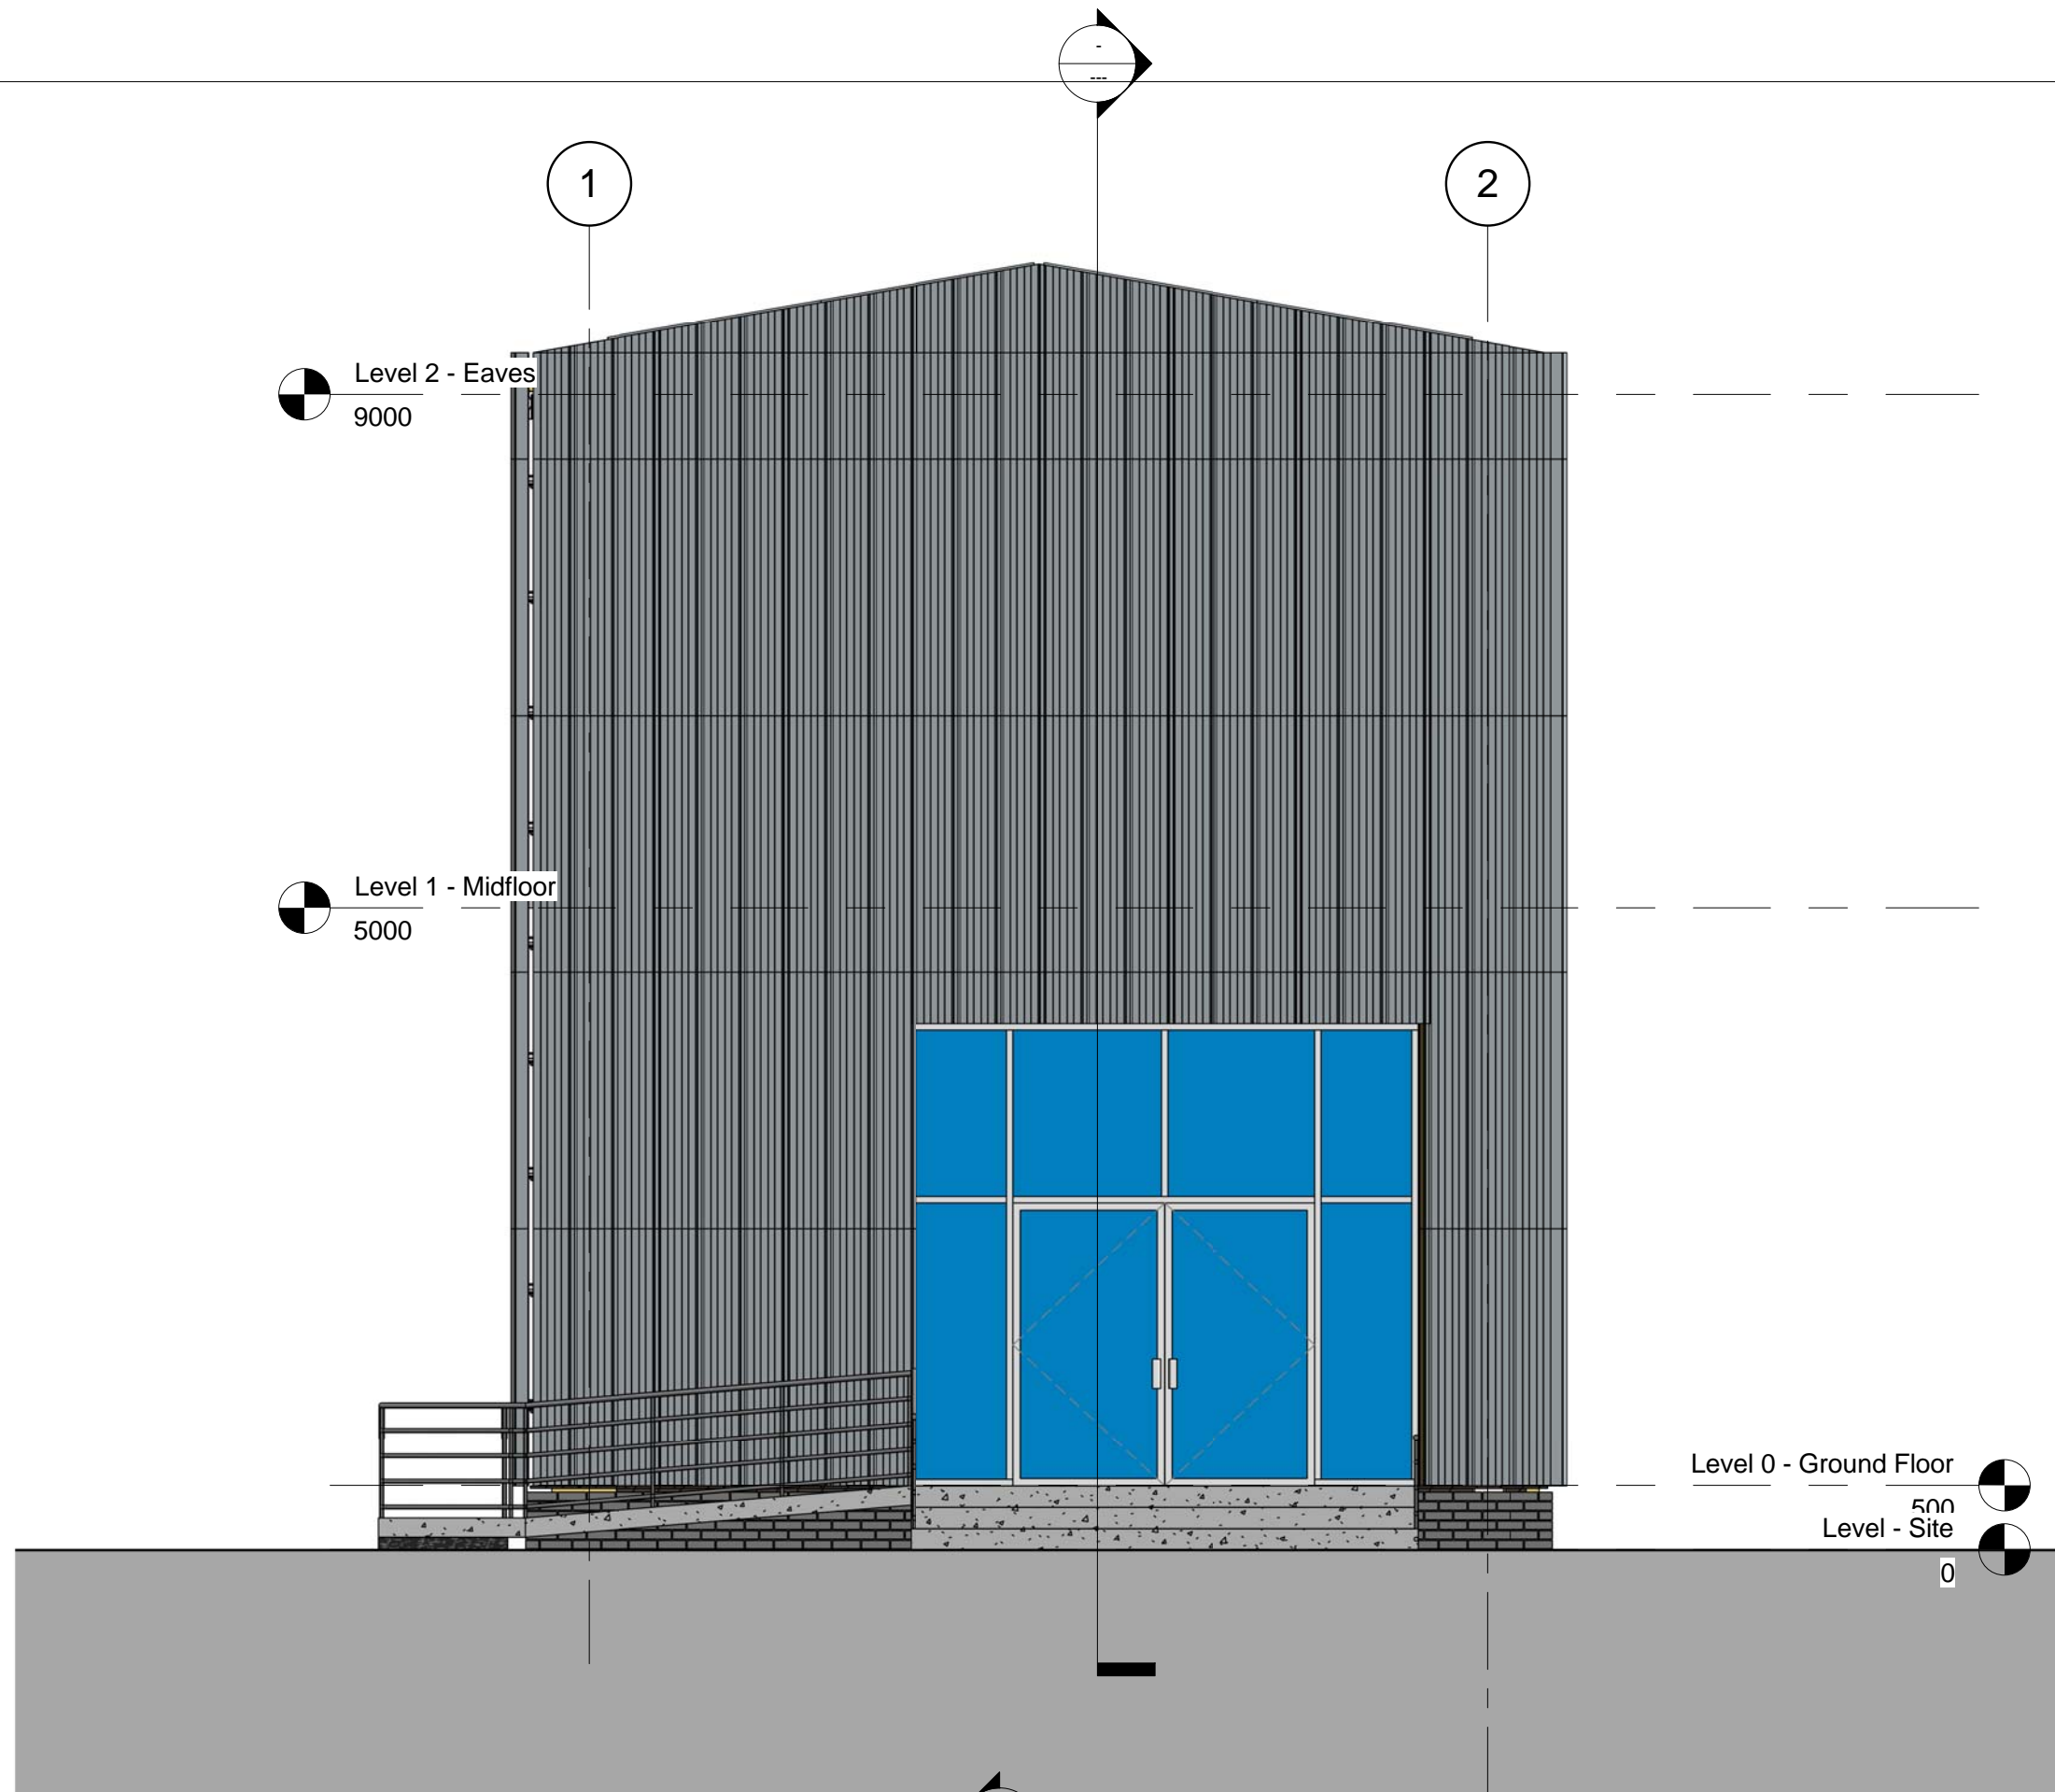 -
---
1
2
Level 2 - Eaves
9000
Level 1 - Midfloor
5000
Level 0 - Ground Floor
500
Level - Site
0